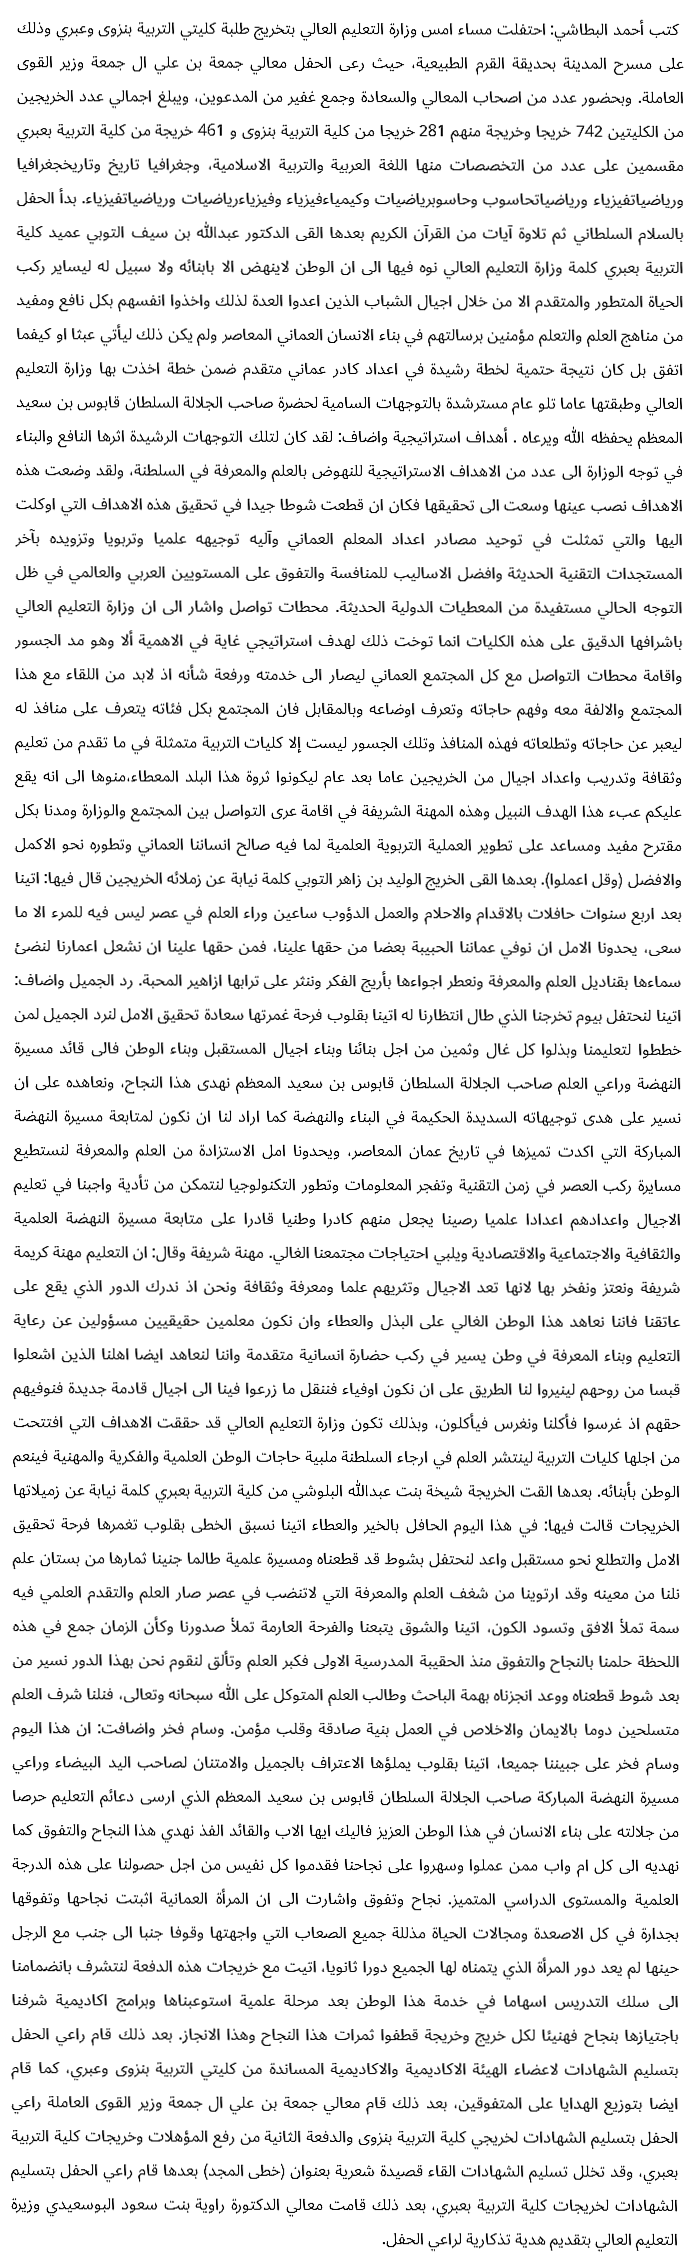 كتب أحمد البطاشي: احتفلت مساء امس وزارة التعليم العالي بتخريج طلبة كليتي التربية بنزوى وعبري وذلك
على مسرح المدينة بحديقة القرم الطبيعية، حيث رعى الحفل معالي جمعة بن علي ال جمعة وزير القوى
العاملة. وبحضور عدد من اصحاب المعالي والسعادة وجمع غفير من المدعوين، ويبلغ اجمالي عدد الخريجين
من الكليتين 742 خريجا وخريجة منهم 281 خريجا من كلية التربية بنزوى و 461 خريجة من كلية التربية بعبري
مقسمين على عدد من التخصصات منها اللغة العربية والتربية الاسلامية، وجغرافيا تاريخ وتاريخجغرافيا
ورياضياتفيزياء ورياضياتحاسوب وحاسوبرياضيات وكيمياءفيزياء وفيزياءرياضيات ورياضياتفيزياء. بدأ الحفل
بالسلام السلطاني ثم تلاوة آيات من القرآن الكريم بعدها القى الدكتور عبدالله بن سيف التوبي عميد كلية
التربية بعبري كلمة وزارة التعليم العالي نوه فيها الى ان الوطن لاينهض الا بابنائه ولا سبيل له ليساير ركب
الحياة المتطور والمتقدم الا من خلال اجيال الشباب الذين اعدوا العدة لذلك واخذوا انفسهم بكل نافع ومفيد
من مناهج العلم والتعلم مؤمنين برسالتهم في بناء الانسان العماني المعاصر ولم يكن ذلك ليأتي عبثا او كيفما
اتفق بل كان نتيجة حتمية لخطة رشيدة في اعداد كادر عماني متقدم ضمن خطة اخذت بها وزارة التعليم
العالي وطبقتها عاما تلو عام مسترشدة بالتوجهات السامية لحضرة صاحب الجلالة السلطان قابوس بن سعيد
المعظم يحفظه الله ويرعاه . أهداف استراتيجية واضاف: لقد كان لتلك التوجهات الرشيدة اثرها النافع والبناء
في توجه الوزارة الى عدد من الاهداف الاستراتيجية للنهوض بالعلم والمعرفة في السلطنة، ولقد وضعت هذه
الاهداف نصب عينها وسعت الى تحقيقها فكان ان قطعت شوطا جيدا في تحقيق هذه الاهداف التي اوكلت
اليها والتي تمثلت في توحيد مصادر اعداد المعلم العماني وآليه توجيهه علميا وتربويا وتزويده بآخر
المستجدات التقنية الحديثة وافضل الاساليب للمنافسة والتفوق على المستويين العربي والعالمي في ظل
التوجه الحالي مستفيدة من المعطيات الدولية الحديثة. محطات تواصل واشار الى ان وزارة التعليم العالي
باشرافها الدقيق على هذه الكليات انما توخت ذلك لهدف استراتيجي غاية في الاهمية ألا وهو مد الجسور
واقامة محطات التواصل مع كل المجتمع العماني ليصار الى خدمته ورفعة شأنه اذ لابد من اللقاء مع هذا
المجتمع والالفة معه وفهم حاجاته وتعرف اوضاعه وبالمقابل فان المجتمع بكل فئاته يتعرف على منافذ له
ليعبر عن حاجاته وتطلعاته فهذه المنافذ وتلك الجسور ليست إلا كليات التربية متمثلة في ما تقدم من تعليم
وثقافة وتدريب واعداد اجيال من الخريجين عاما بعد عام ليكونوا ثروة هذا البلد المعطاء،منوها الى انه يقع
عليكم عبء هذا الهدف النبيل وهذه المهنة الشريفة في اقامة عرى التواصل بين المجتمع والوزارة ومدنا بكل
مقترح مفيد ومساعد على تطوير العملية التربوية العلمية لما فيه صالح انساننا العماني وتطوره نحو الاكمل
والافضل (وقل اعملوا). بعدها القى الخريج الوليد بن زاهر التوبي كلمة نيابة عن زملائه الخريجين قال فيها: اتينا
بعد اربع سنوات حافلات بالاقدام والاحلام والعمل الدؤوب ساعين وراء العلم في عصر ليس فيه للمرء الا ما
سعى، يحدونا الامل ان نوفي عماننا الحبيبة بعضا من حقها علينا، فمن حقها علينا ان نشعل اعمارنا لنضئ
سماءها بقناديل العلم والمعرفة ونعطر اجواءها بأريج الفكر وننثر على ترابها ازاهير المحبة. رد الجميل واضاف:
اتينا لنحتفل بيوم تخرجنا الذي طال انتظارنا له اتينا بقلوب فرحة غمرتها سعادة تحقيق الامل لنرد الجميل لمن
خططوا لتعليمنا وبذلوا كل غال وثمين من اجل بنائنا وبناء اجيال المستقبل وبناء الوطن فالى قائد مسيرة
النهضة وراعي العلم صاحب الجلالة السلطان قابوس بن سعيد المعظم نهدى هذا النجاح، ونعاهده على ان
نسير على هدى توجيهاته السديدة الحكيمة في البناء والنهضة كما اراد لنا ان نكون لمتابعة مسيرة النهضة
المباركة التي اكدت تميزها في تاريخ عمان المعاصر، ويحدونا امل الاستزادة من العلم والمعرفة لنستطيع
مسايرة ركب العصر في زمن التقنية وتفجر المعلومات وتطور التكنولوجيا لنتمكن من تأدية واجبنا في تعليم
الاجيال واعدادهم اعدادا علميا رصينا يجعل منهم كادرا وطنيا قادرا على متابعة مسيرة النهضة العلمية
والثقافية والاجتماعية والاقتصادية ويلبي احتياجات مجتمعنا الغالي. مهنة شريفة وقال: ان التعليم مهنة كريمة
شريفة ونعتز ونفخر بها لانها تعد الاجيال وتثريهم علما ومعرفة وثقافة ونحن اذ ندرك الدور الذي يقع على
عاتقنا فاننا نعاهد هذا الوطن الغالي على البذل والعطاء وان نكون معلمين حقيقيين مسؤولين عن رعاية
التعليم وبناء المعرفة في وطن يسير في ركب حضارة انسانية متقدمة واننا لنعاهد ايضا اهلنا الذين اشعلوا
قبسا من روحهم لينيروا لنا الطريق على ان نكون اوفياء فننقل ما زرعوا فينا الى اجيال قادمة جديدة فنوفيهم
حقهم اذ غرسوا فأكلنا ونغرس فيأكلون، وبذلك تكون وزارة التعليم العالي قد حققت الاهداف التي افتتحت
من اجلها كليات التربية لينتشر العلم في ارجاء السلطنة ملبية حاجات الوطن العلمية والفكرية والمهنية فينعم
الوطن بأبنائه. بعدها القت الخريجة شيخة بنت عبدالله البلوشي من كلية التربية بعبري كلمة نيابة عن زميلاتها
الخريجات قالت فيها: في هذا اليوم الحافل بالخير والعطاء اتينا نسبق الخطى بقلوب تغمرها فرحة تحقيق
الامل والتطلع نحو مستقبل واعد لنحتفل بشوط قد قطعناه ومسيرة علمية طالما جنينا ثمارها من بستان علم
نلنا من معينه وقد ارتوينا من شغف العلم والمعرفة التي لاتنضب في عصر صار العلم والتقدم العلمي فيه
سمة تملأ الافق وتسود الكون، اتينا والشوق يتبعنا والفرحة العارمة تملأ صدورنا وكأن الزمان جمع في هذه
اللحظة حلمنا بالنجاح والتفوق منذ الحقيبة المدرسية الاولى فكبر العلم وتألق لنقوم نحن بهذا الدور نسير من
بعد شوط قطعناه ووعد انجزناه بهمة الباحث وطالب العلم المتوكل على الله سبحانه وتعالى، فنلنا شرف العلم
متسلحين دوما بالايمان والاخلاص في العمل بنية صادقة وقلب مؤمن. وسام فخر واضافت: ان هذا اليوم
وسام فخر على جبيننا جميعا، اتينا بقلوب يملؤها الاعتراف بالجميل والامتنان لصاحب اليد البيضاء وراعي
مسيرة النهضة المباركة صاحب الجلالة السلطان قابوس بن سعيد المعظم الذي ارسى دعائم التعليم حرصا
من جلالته على بناء الانسان في هذا الوطن العزيز فاليك ايها الاب والقائد الفذ نهدي هذا النجاح والتفوق كما
نهديه الى كل ام واب ممن عملوا وسهروا على نجاحنا فقدموا كل نفيس من اجل حصولنا على هذه الدرجة
العلمية والمستوى الدراسي المتميز. نجاح وتفوق واشارت الى ان المرأة العمانية اثبتت نجاحها وتفوقها
بجدارة في كل الاصعدة ومجالات الحياة مذللة جميع الصعاب التي واجهتها وقوفا جنبا الى جنب مع الرجل
حينها لم يعد دور المرأة الذي يتمناه لها الجميع دورا ثانويا، اتيت مع خريجات هذه الدفعة لنتشرف بانضمامنا
الى سلك التدريس اسهاما في خدمة هذا الوطن بعد مرحلة علمية استوعبناها وبرامج اكاديمية شرفنا
باجتيازها بنجاح فهنيئا لكل خريج وخريجة قطفوا ثمرات هذا النجاح وهذا الانجاز. بعد ذلك قام راعي الحفل
بتسليم الشهادات لاعضاء الهيئة الاكاديمية والاكاديمية المساندة من كليتي التربية بنزوى وعبري، كما قام
ايضا بتوزيع الهدايا على المتفوقين، بعد ذلك قام معالي جمعة بن علي ال جمعة وزير القوى العاملة راعي
الحفل بتسليم الشهادات لخريجي كلية التربية بنزوى والدفعة الثانية من رفع المؤهلات وخريجات كلية التربية
بعبري، وقد تخلل تسليم الشهادات القاء قصيدة شعرية بعنوان (خطى المجد) بعدها قام راعي الحفل بتسليم
الشهادات لخريجات كلية التربية بعبري، بعد ذلك قامت معالي الدكتورة راوية بنت سعود البوسعيدي وزيرة
التعليم العالي بتقديم هدية تذكارية لراعي الحفل.